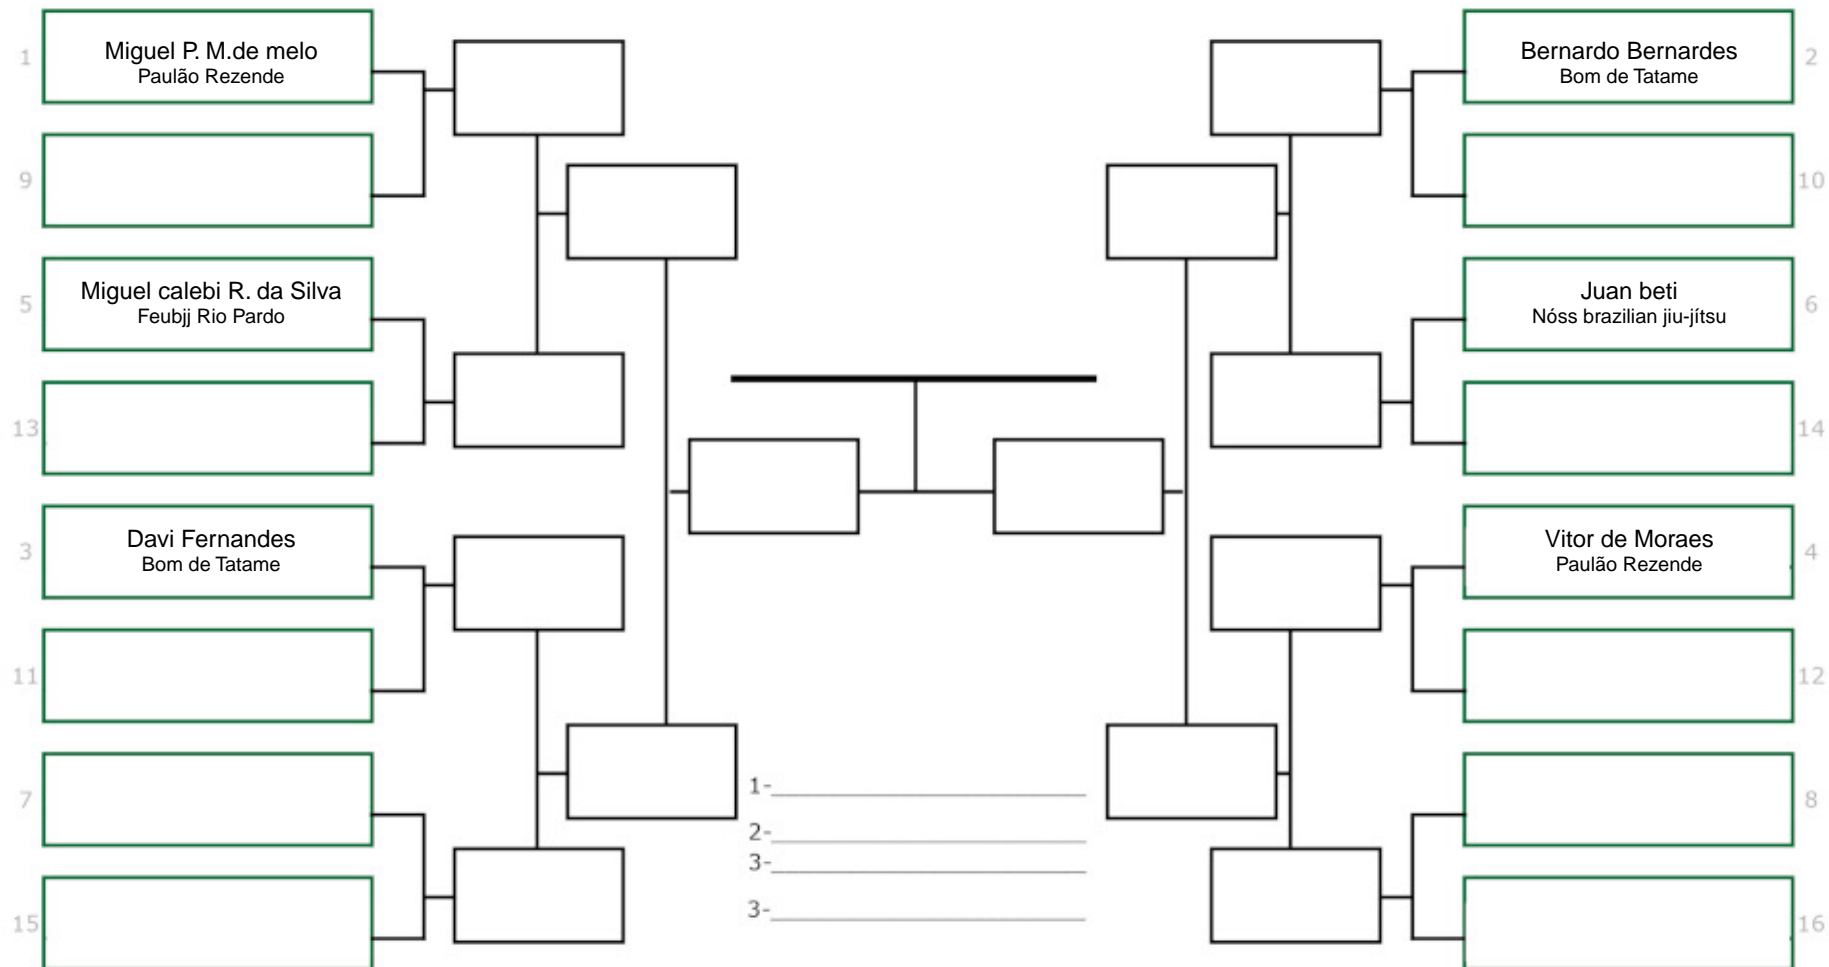 1
Miguel P. M.de melo
Paulão Rezende
9
5
Miguel calebi R. da Silva
Feubjj Rio Pardo
13
3
Davi Fernandes
Bom de Tatame
11
7
15
1-
2-
3-
3-
2
Bernardo Bernardes
Bom de Tatame
10
6
Juan beti
Nóss brazilian jiu-jítsu
14
4
Vitor de Moraes
Paulão Rezende
12
8
16